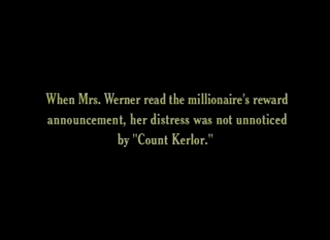 When Mrs. Werner read the millionaire's reward
announcement, her distress was not unnoticed
by "Count Kerlor."